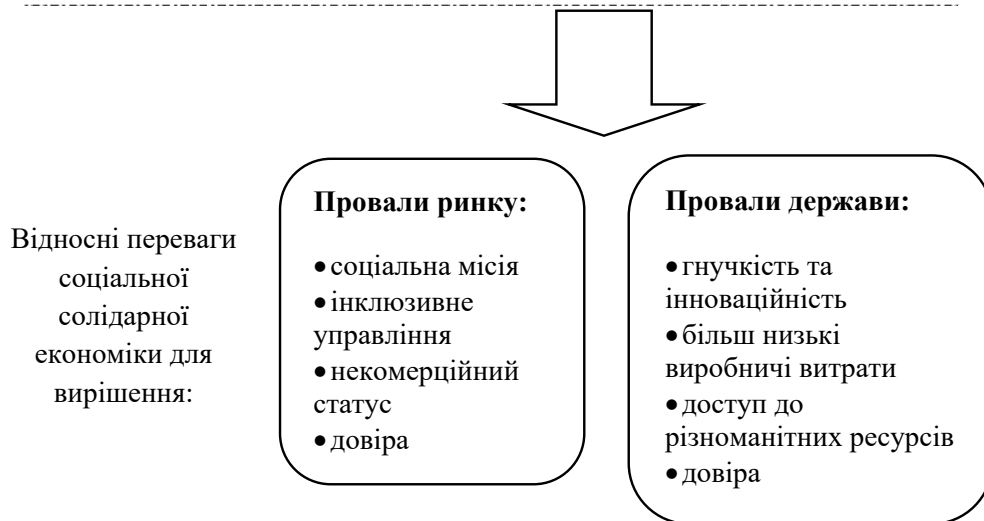 Відносні переваги
соціальної
солідарної
економіки для
вирішення:
Провали ринку:
• соціальна місія
• інклюзивне
управління
• некомерційний
статус
• довіра
Провали держави:
• гнучкість та
інноваційність
• більш низькі
виробничі витрати
• доступ до
різноманітних ресурсів
• довіра